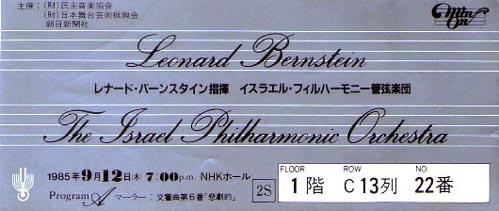 主催：(財)民主音楽協会
(財)日本舞台芸術振興会
朝日新聞社
Min On
Leonard Bernstein
レナード・バーンスタイン指揮 イスラエル・フィルハーモニー管弦楽団
The Israel Philharmonic Orchestra
1985年9月12日木 7:00p.m. NHKホール
Program A マーラー：交響曲第6番“悲劇的”
2S
FLOOR ROW NO.
1階 C13列 22番